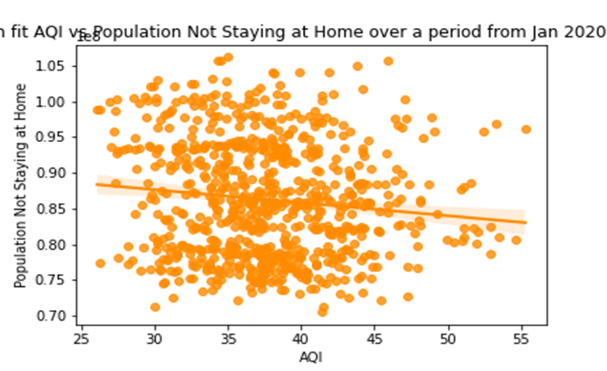 n fit AQI vs Population Not Staying at Home over a period from Jan 2020
1e8
1.05
1.00
0.95
0.90
0.85
0.80
0.75
0.70
Population Not Staying at Home
25 30 35 40 45 50 55
AQI